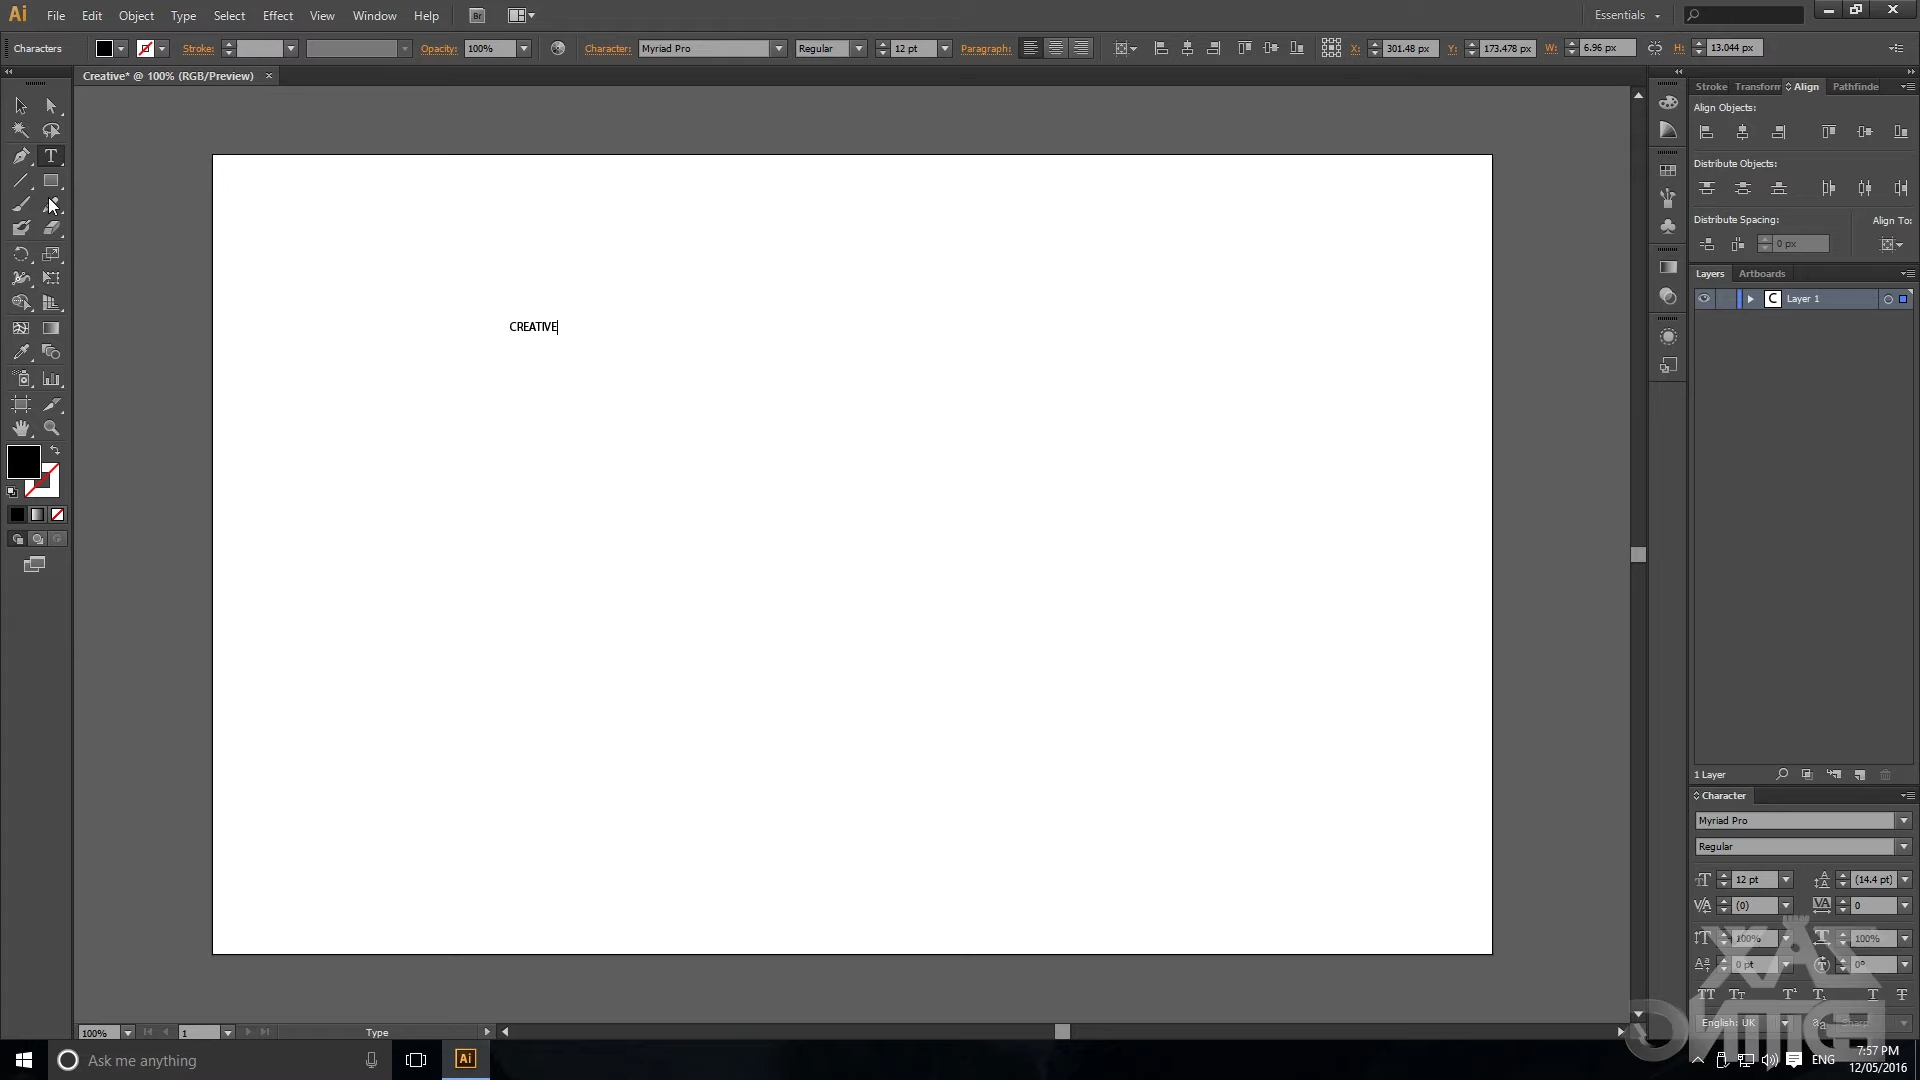 Ai File Edit Object Type Select Effect View Window Help Br Essentials
Characters Stroke: Opacity: 100% Character: Myriad Pro Regular 12 pt Paragraph: X: 301.48 px Y: 173.478 px W: 6.96 px H: 13.044 px
Creative* @ 100% (RGB/Preview) ×
Stroke Transform Align Pathfinde
Align Objects:
Distribute Objects:
Distribute Spacing: Align To:
0 px
Layers Artboards
C Layer 1
CREATIVE
1 Layer
Character
Myriad Pro
Regular
12 pt (14.4 pt)
(0) 0
100% 100%
0 pt 0°
English: UK Sharp
100% 1 Type
Ask me anything Ai ENG 7:57 PM
12/05/2016